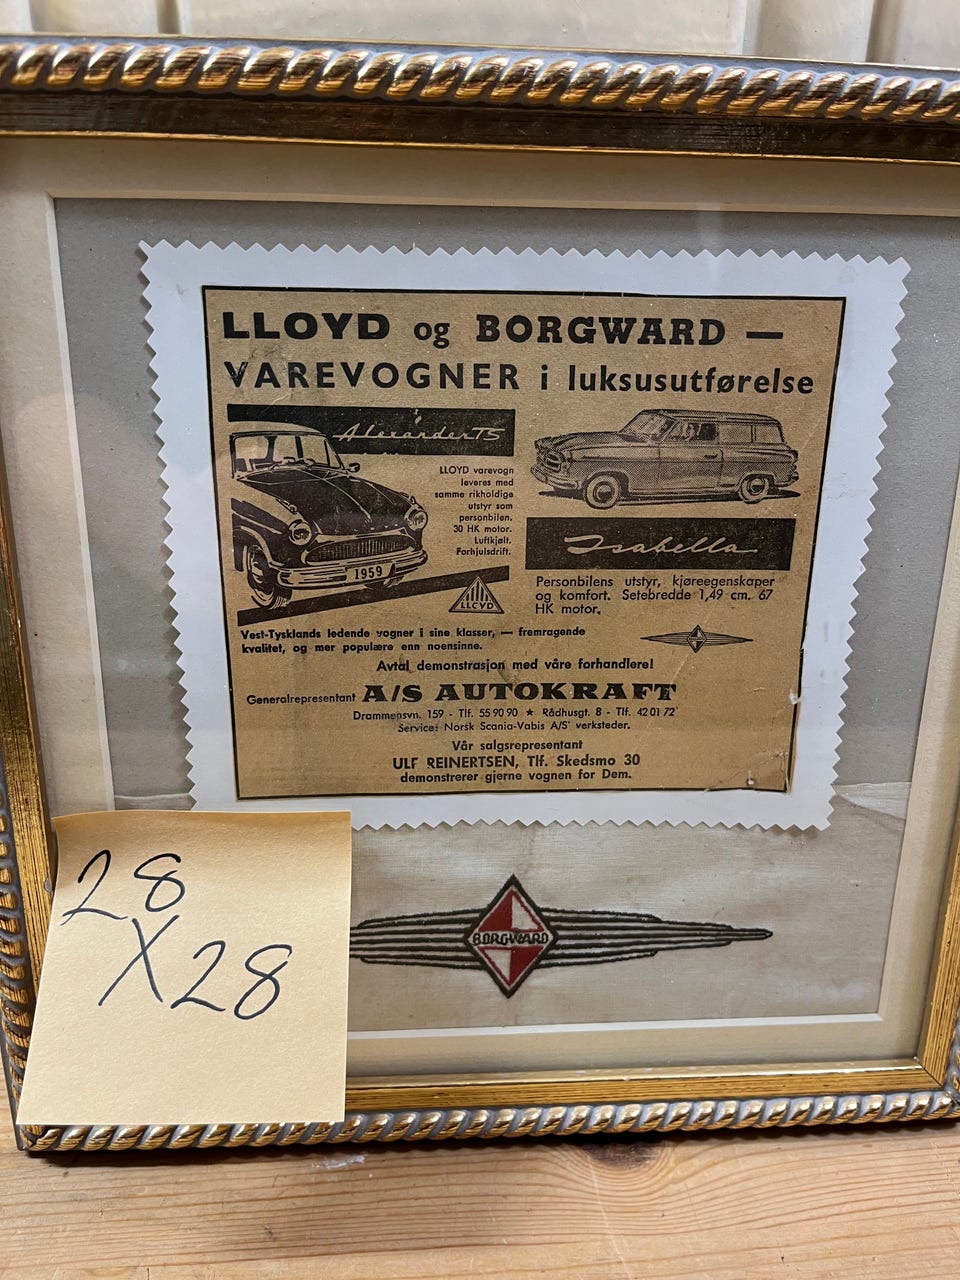 LLOYD og BORGWARD —
VAREVOGNER i luksusutførelse
Alexander TS
LLOYD varevogn
leveres med
samme rikholdige
utstyr som
personbilen.
30 HK motor.
Luftkjølt.
Forhjulsdrift.
1959
LLOYD
Isabella
Personbilens utstyr, kjøreegenskaper
og komfort. Setebredde 1,49 cm. 67
HK motor.
Vest-Tysklands ledende vogner i sine klasser, — fremragende
kvalitet, og mer populære enn noensinne.
Avtal demonstrasjon med våre forhandlere!
Generalrepresentant A/S AUTOKRAFT
Drammensvn. 159 - Tlf. 55 90 90 ★ Rådhusgt. 8 - Tlf. 42 01 72
Service: Norsk Scania-Vabis A/S' verksteder.
Vår salgsrepresentant
ULF REINERTSEN, Tlf. Skedsmo 30
demonstrerer gjerne vognen for Dem.
BORGWARD
28
X28